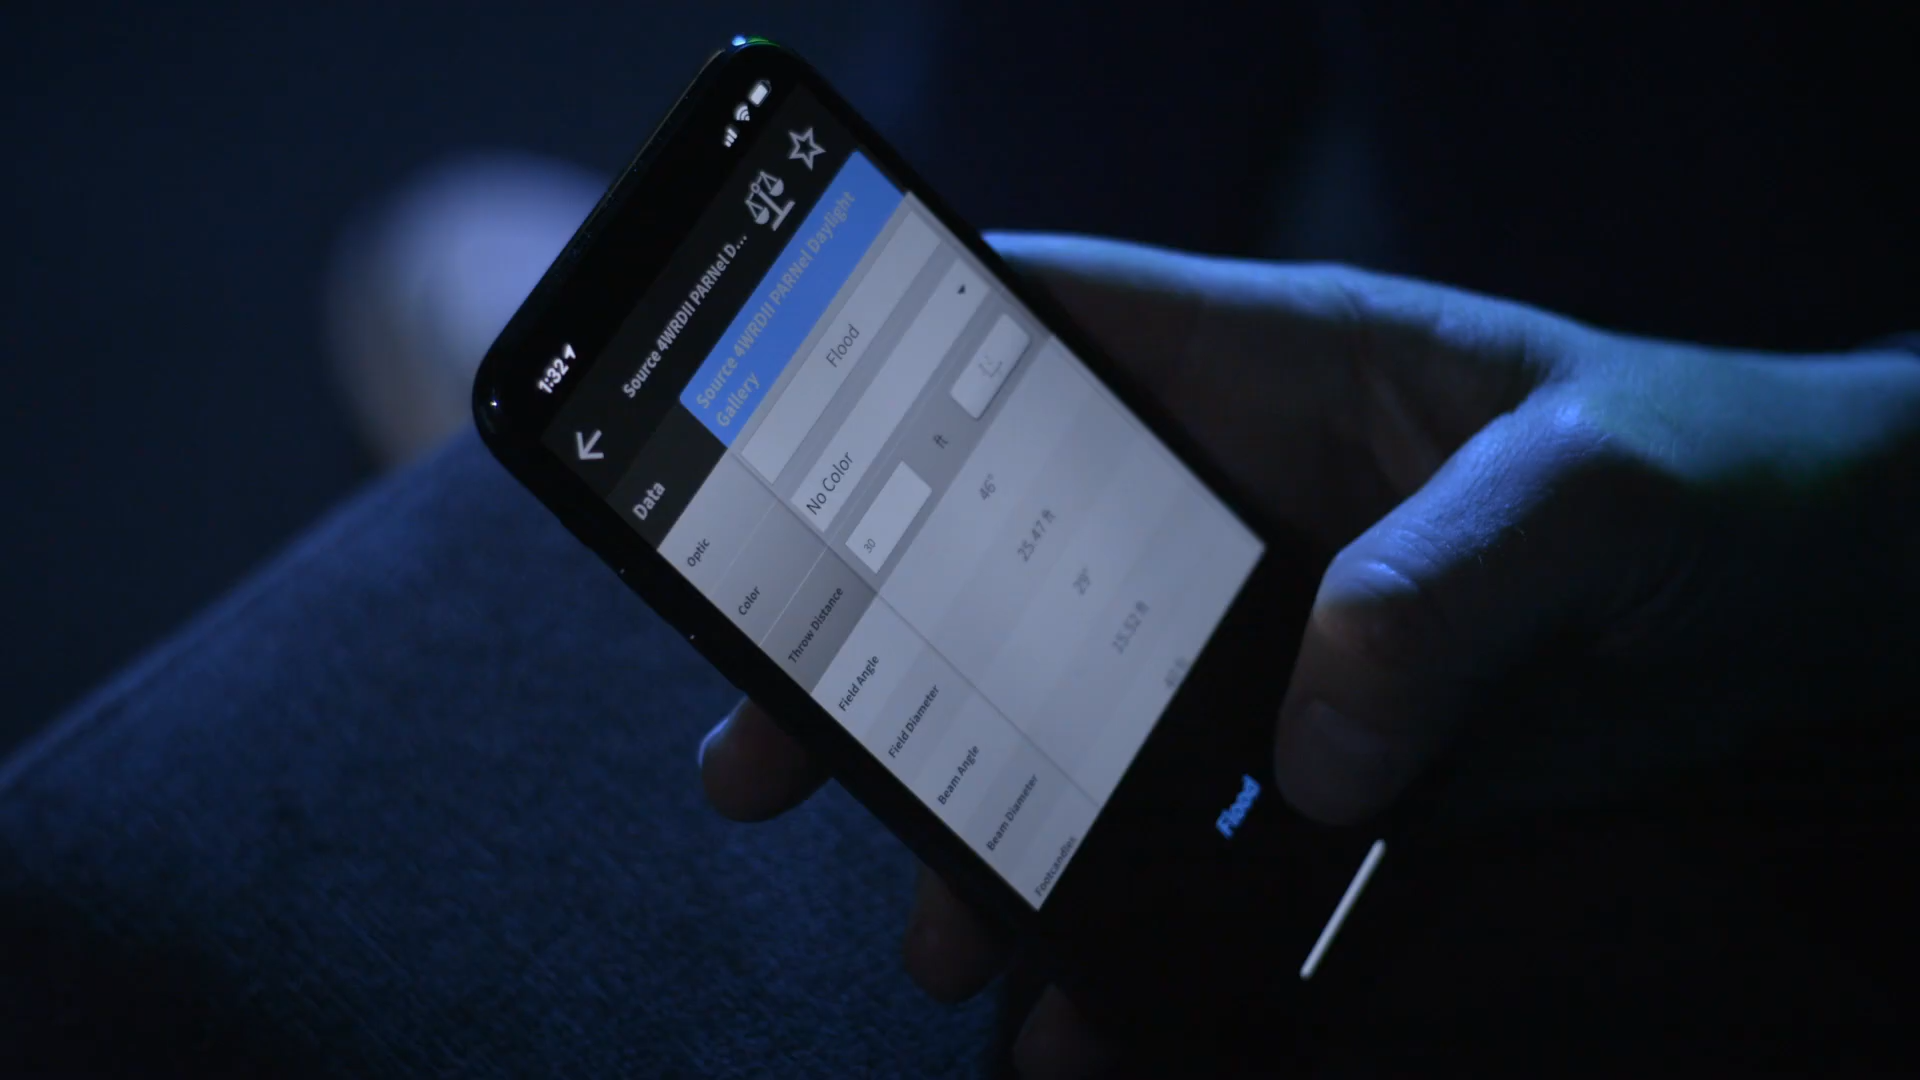 1:32
Source 4WRDII PARNel D...
Source 4WRDII PARNel Daylight
Gallery
Data
Optic
Flood
Color
No Color
Throw Distance
30
ft
Field Angle
46°
Field Diameter
25.47 ft
Beam Angle
29°
Beam Diameter
15.52 ft
Footcandles
Flood